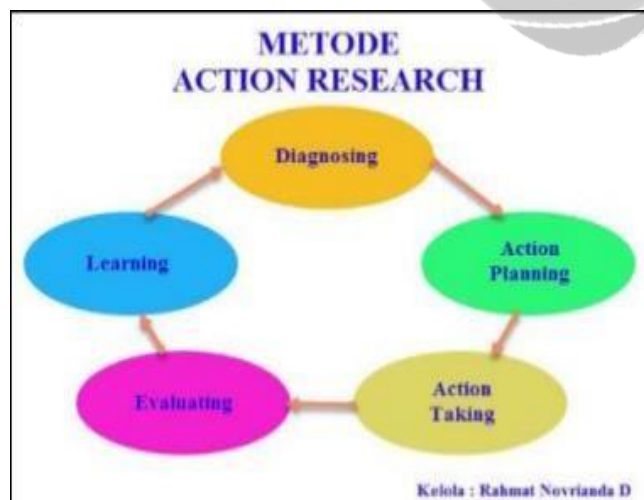 METODE
ACTION RESEARCH
Diagnosing
Action
Planning
Action
Taking
Evaluating
Learning
Kelola : Rahmat Novrianda D